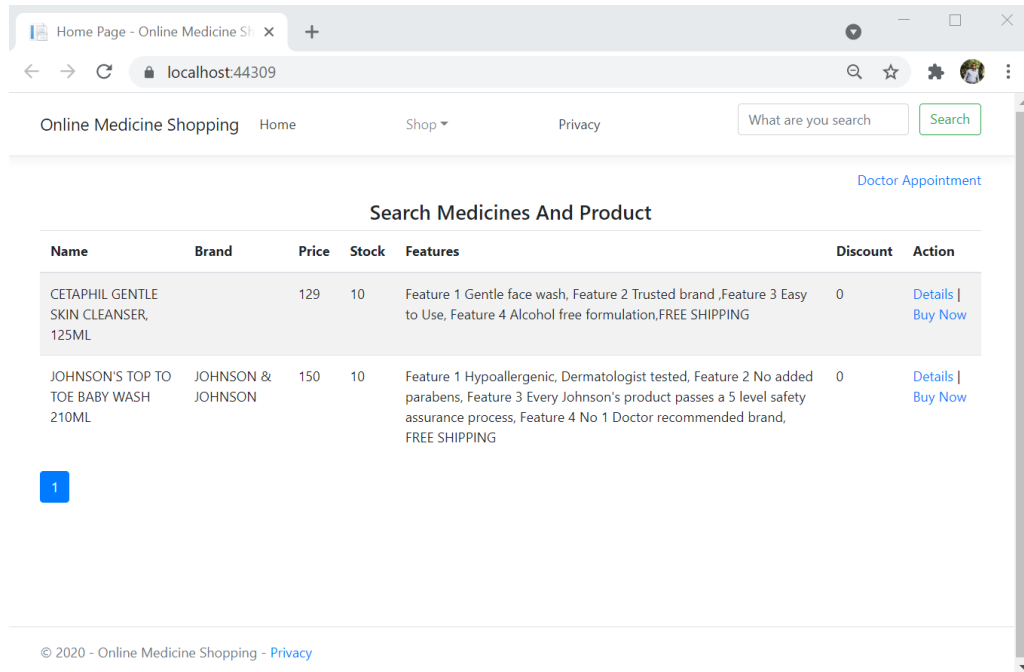 Home Page - Online Medicine Sh
localhost:44309
Online Medicine Shopping Home Shop Privacy What are you search Search
Doctor Appointment
Search Medicines And Product
Name Brand Price Stock Features Discount Action
CETAPHIL GENTLE SKIN CLEANSER, 125ML 129 10 Feature 1 Gentle face wash, Feature 2 Trusted brand ,Feature 3 Easy to Use, Feature 4 Alcohol free formulation,FREE SHIPPING 0 Details | Buy Now
JOHNSON'S TOP TO TOE BABY WASH 210ML JOHNSON & JOHNSON 150 10 Feature 1 Hypoallergenic, Dermatologist tested, Feature 2 No added parabens, Feature 3 Every Johnson's product passes a 5 level safety assurance process, Feature 4 No 1 Doctor recommended brand, FREE SHIPPING 0 Details | Buy Now
1
© 2020 - Online Medicine Shopping - Privacy